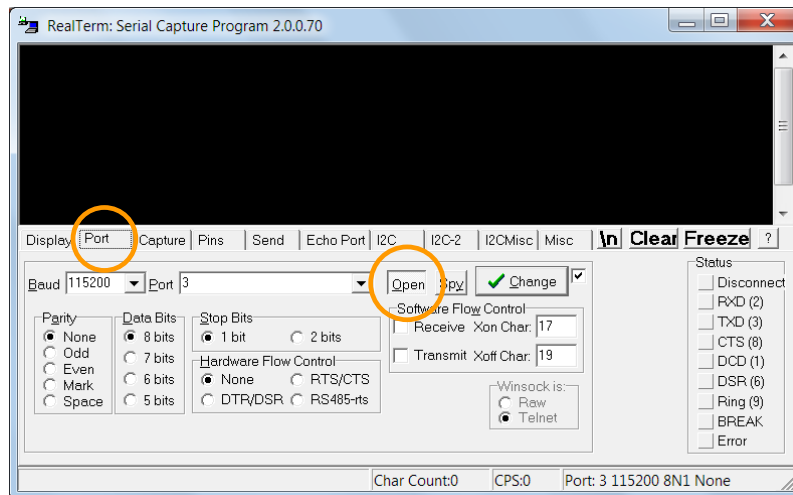 RealTerm: Serial Capture Program 2.0.0.70
Display Port Capture Pins Send Echo Port I2C I2C-2 I2CMisc Misc \n Clear Freeze ?
Baud 115200 Port 3 Open Spy Change
Status
Disconnect
RXD (2)
TXD (3)
CTS (8)
DCD (1)
DSR (6)
Ring (9)
BREAK
Error
Parity
None
Odd
Even
Mark
Space
Data Bits
8 bits
7 bits
6 bits
5 bits
Stop Bits
1 bit 2 bits
Hardware Flow Control
None RTS/CTS
DTR/DSR RS485-rts
Software Flow Control
Receive Xon Char: 17
Transmit Xoff Char: 19
Winsock is:
Raw
Telnet
Char Count:0 CPS:0 Port: 3 115200 8N1 None